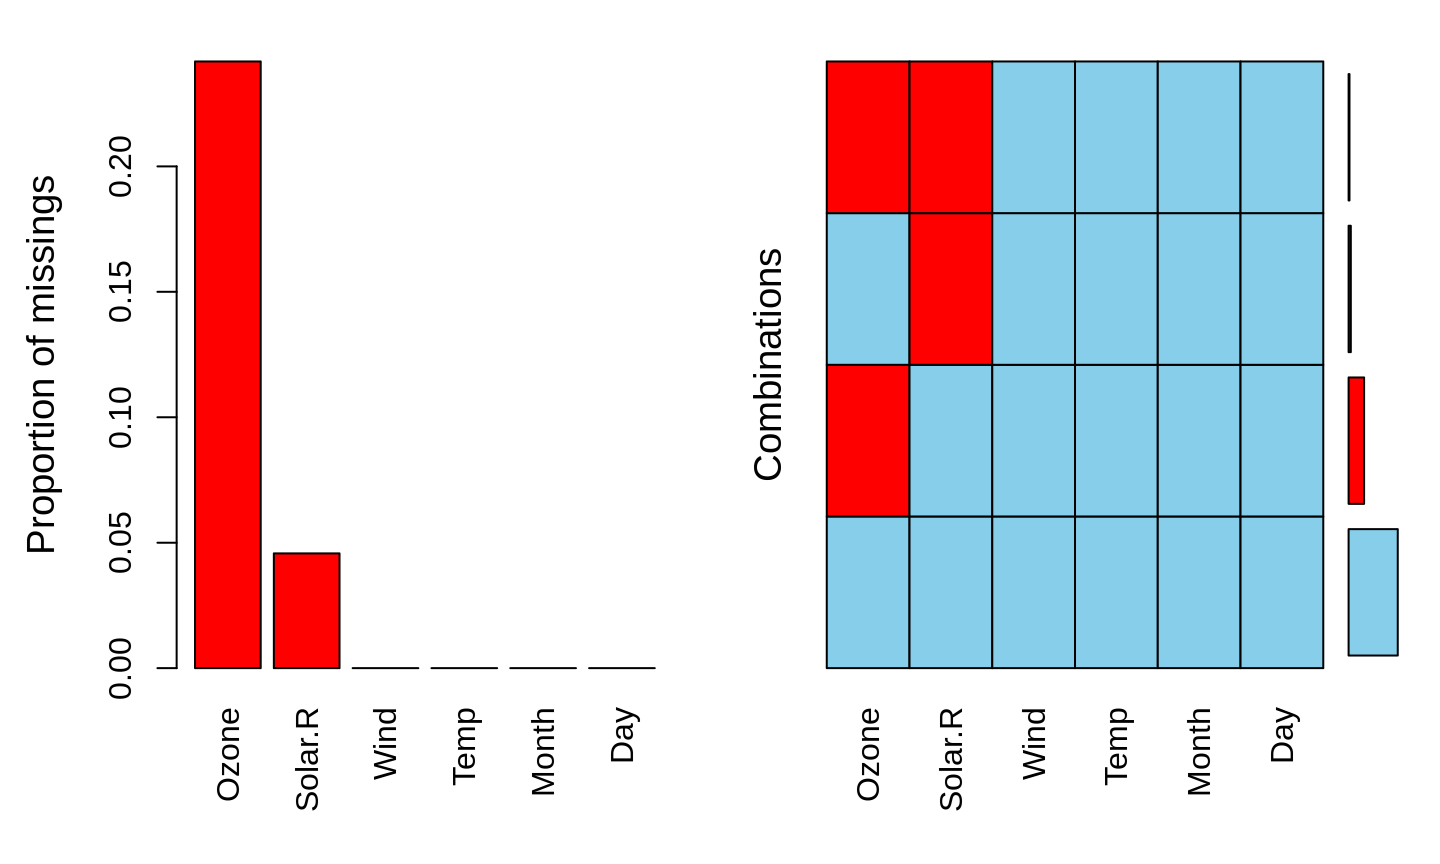 Proportion of missings
0.20
0.15
0.10
0.05
0.00
Ozone
Solar.R
Wind
Temp
Month
Day
Combinations
Ozone
Solar.R
Wind
Temp
Month
Day